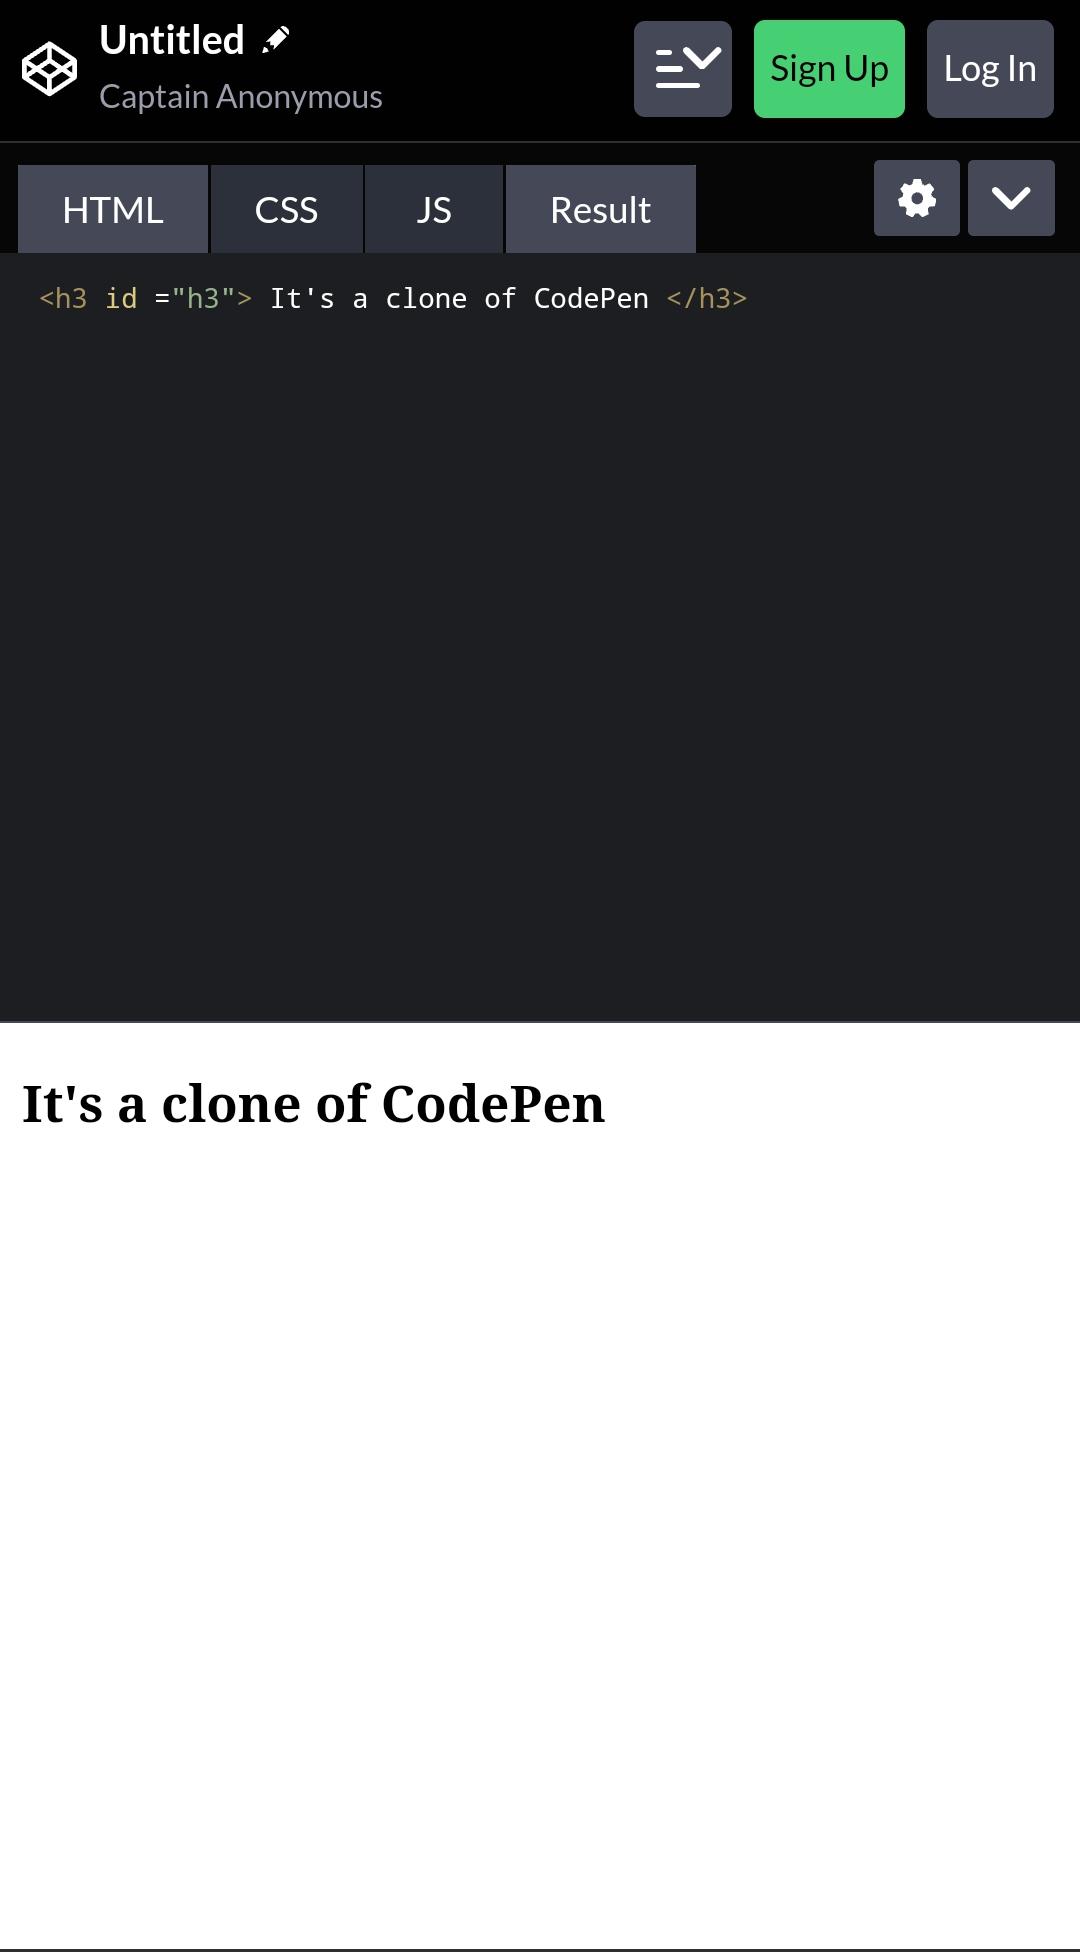 Untitled
Captain Anonymous
Sign Up
Log In
HTML
CSS
JS
Result
<h3 id ="h3"> It's a clone of CodePen </h3>
It's a clone of CodePen